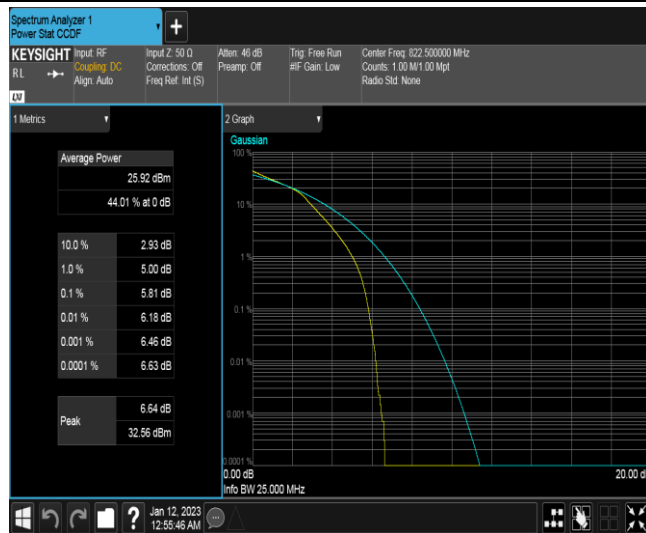 Spectrum Analyzer 1
Power Stat CCDF
+
KEYSIGHT
RL
Input: RF
Coupling: DC
Align: Auto
Input Z: 50 Ω
Corrections: Off
Freq Ref: Int (S)
Atten: 46 dB
Preamp: Off
Trig: Free Run
#IF Gain: Low
Center Freq: 822.500000 MHz
Counts: 1.00 M/1.00 Mpt
Radio Std: None
1 Metrics
Average Power
25.92 dBm
44.01 % at 0 dB
10.0 % 2.93 dB
1.0 % 5.00 dB
0.1 % 5.81 dB
0.01 % 6.18 dB
0.001 % 6.46 dB
0.0001 % 6.63 dB
Peak
6.64 dB
32.56 dBm
2 Graph
Gaussian
100 %
10 %
1 %
0.1 %
0.01 %
0.001 %
0.0001 %
0.00 dB
20.00 d
Info BW 25.000 MHz
?
Jan 12, 2023
12:55:46 AM